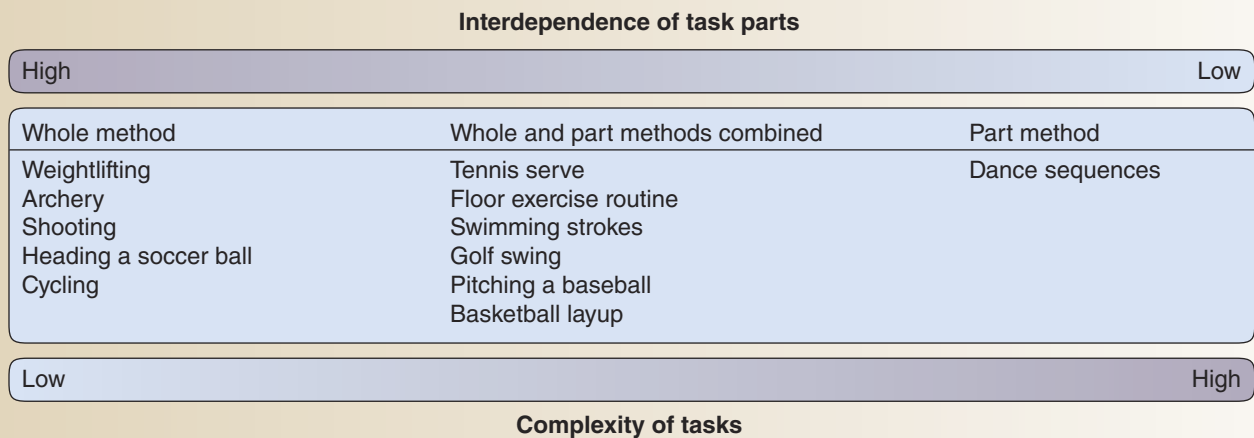 Interdependence of task parts
High Low
Whole method Whole and part methods combined Part method
Weightlifting Tennis serve Dance sequences
Archery Floor exercise routine
Shooting Swimming strokes
Heading a soccer ball Golf swing
Cycling Pitching a baseball
Basketball layup
Low High
Complexity of tasks